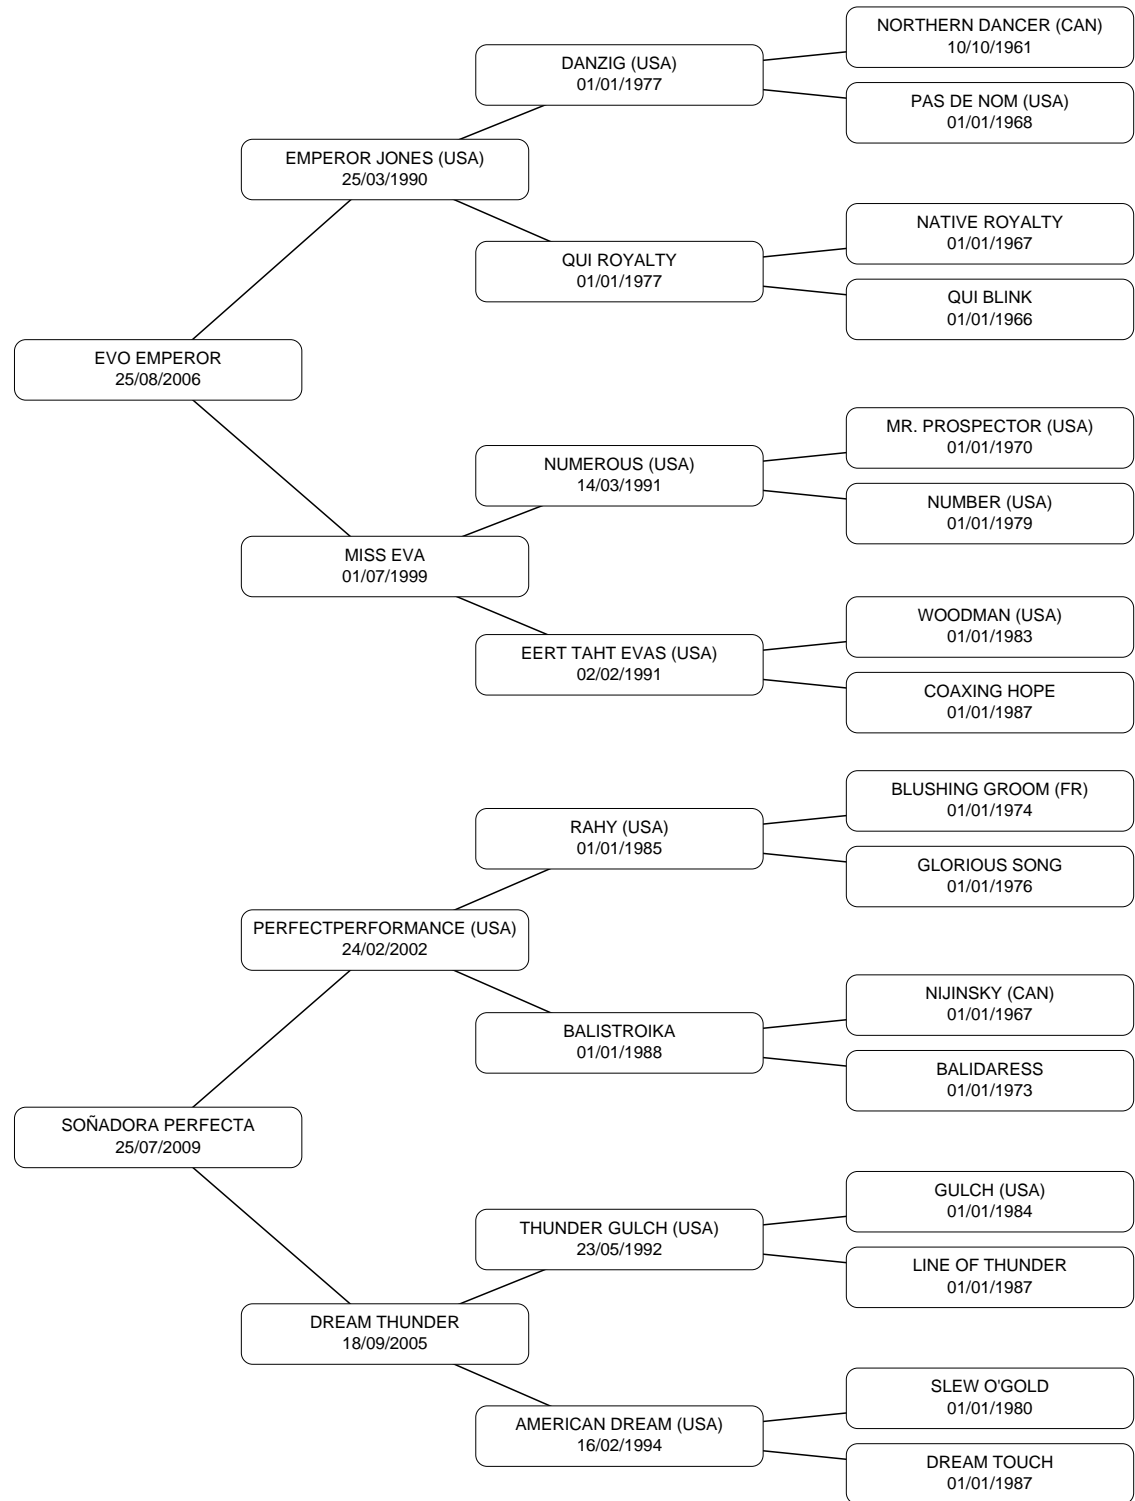 NORTHERN DANCER (CAN)
10/10/1961
DANZIG (USA)
01/01/1977
PAS DE NOM (USA)
01/01/1968
EMPEROR JONES (USA)
25/03/1990
NATIVE ROYALTY
01/01/1967
QUI ROYALTY
01/01/1977
QUI BLINK
01/01/1966
EVO EMPEROR
25/08/2006
MR. PROSPECTOR (USA)
01/01/1970
NUMEROUS (USA)
14/03/1991
NUMBER (USA)
01/01/1979
MISS EVA
01/07/1999
WOODMAN (USA)
01/01/1983
EERT TAHT EVAS (USA)
02/02/1991
COAXING HOPE
01/01/1987
BLUSHING GROOM (FR)
01/01/1974
RAHY (USA)
01/01/1985
GLORIOUS SONG
01/01/1976
PERFECTPERFORMANCE (USA)
24/02/2002
NIJINSKY (CAN)
01/01/1967
BALISTROIKA
01/01/1988
BALIDARESS
01/01/1973
SOÑADORA PERFECTA
25/07/2009
GULCH (USA)
01/01/1984
THUNDER GULCH (USA)
23/05/1992
LINE OF THUNDER
01/01/1987
DREAM THUNDER
18/09/2005
SLEW O'GOLD
01/01/1980
AMERICAN DREAM (USA)
16/02/1994
DREAM TOUCH
01/01/1987